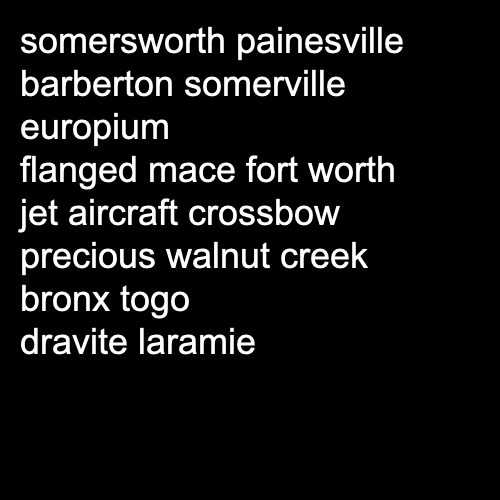 somersworth painesville
barberton somerville
europium
flanged mace fort worth
jet aircraft crossbow
precious walnut creek
bronx togo
dravite laramie